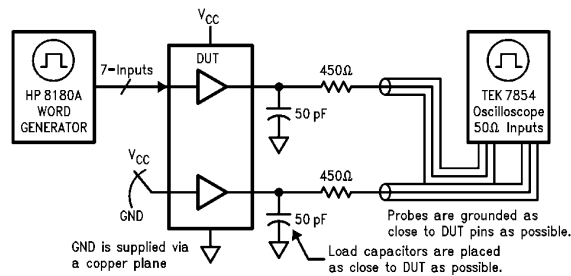 VCC
DUT
HP 8180A
WORD
GENERATOR
7-Inputs
450Ω
50 pF
TEK 7854
Oscilloscope
50Ω Inputs
VCC
GND
450Ω
50 pF
Probes are grounded as
close to DUT pins as possible.
GND is supplied via
a copper plane
Load capacitors are placed
as close to DUT as possible.